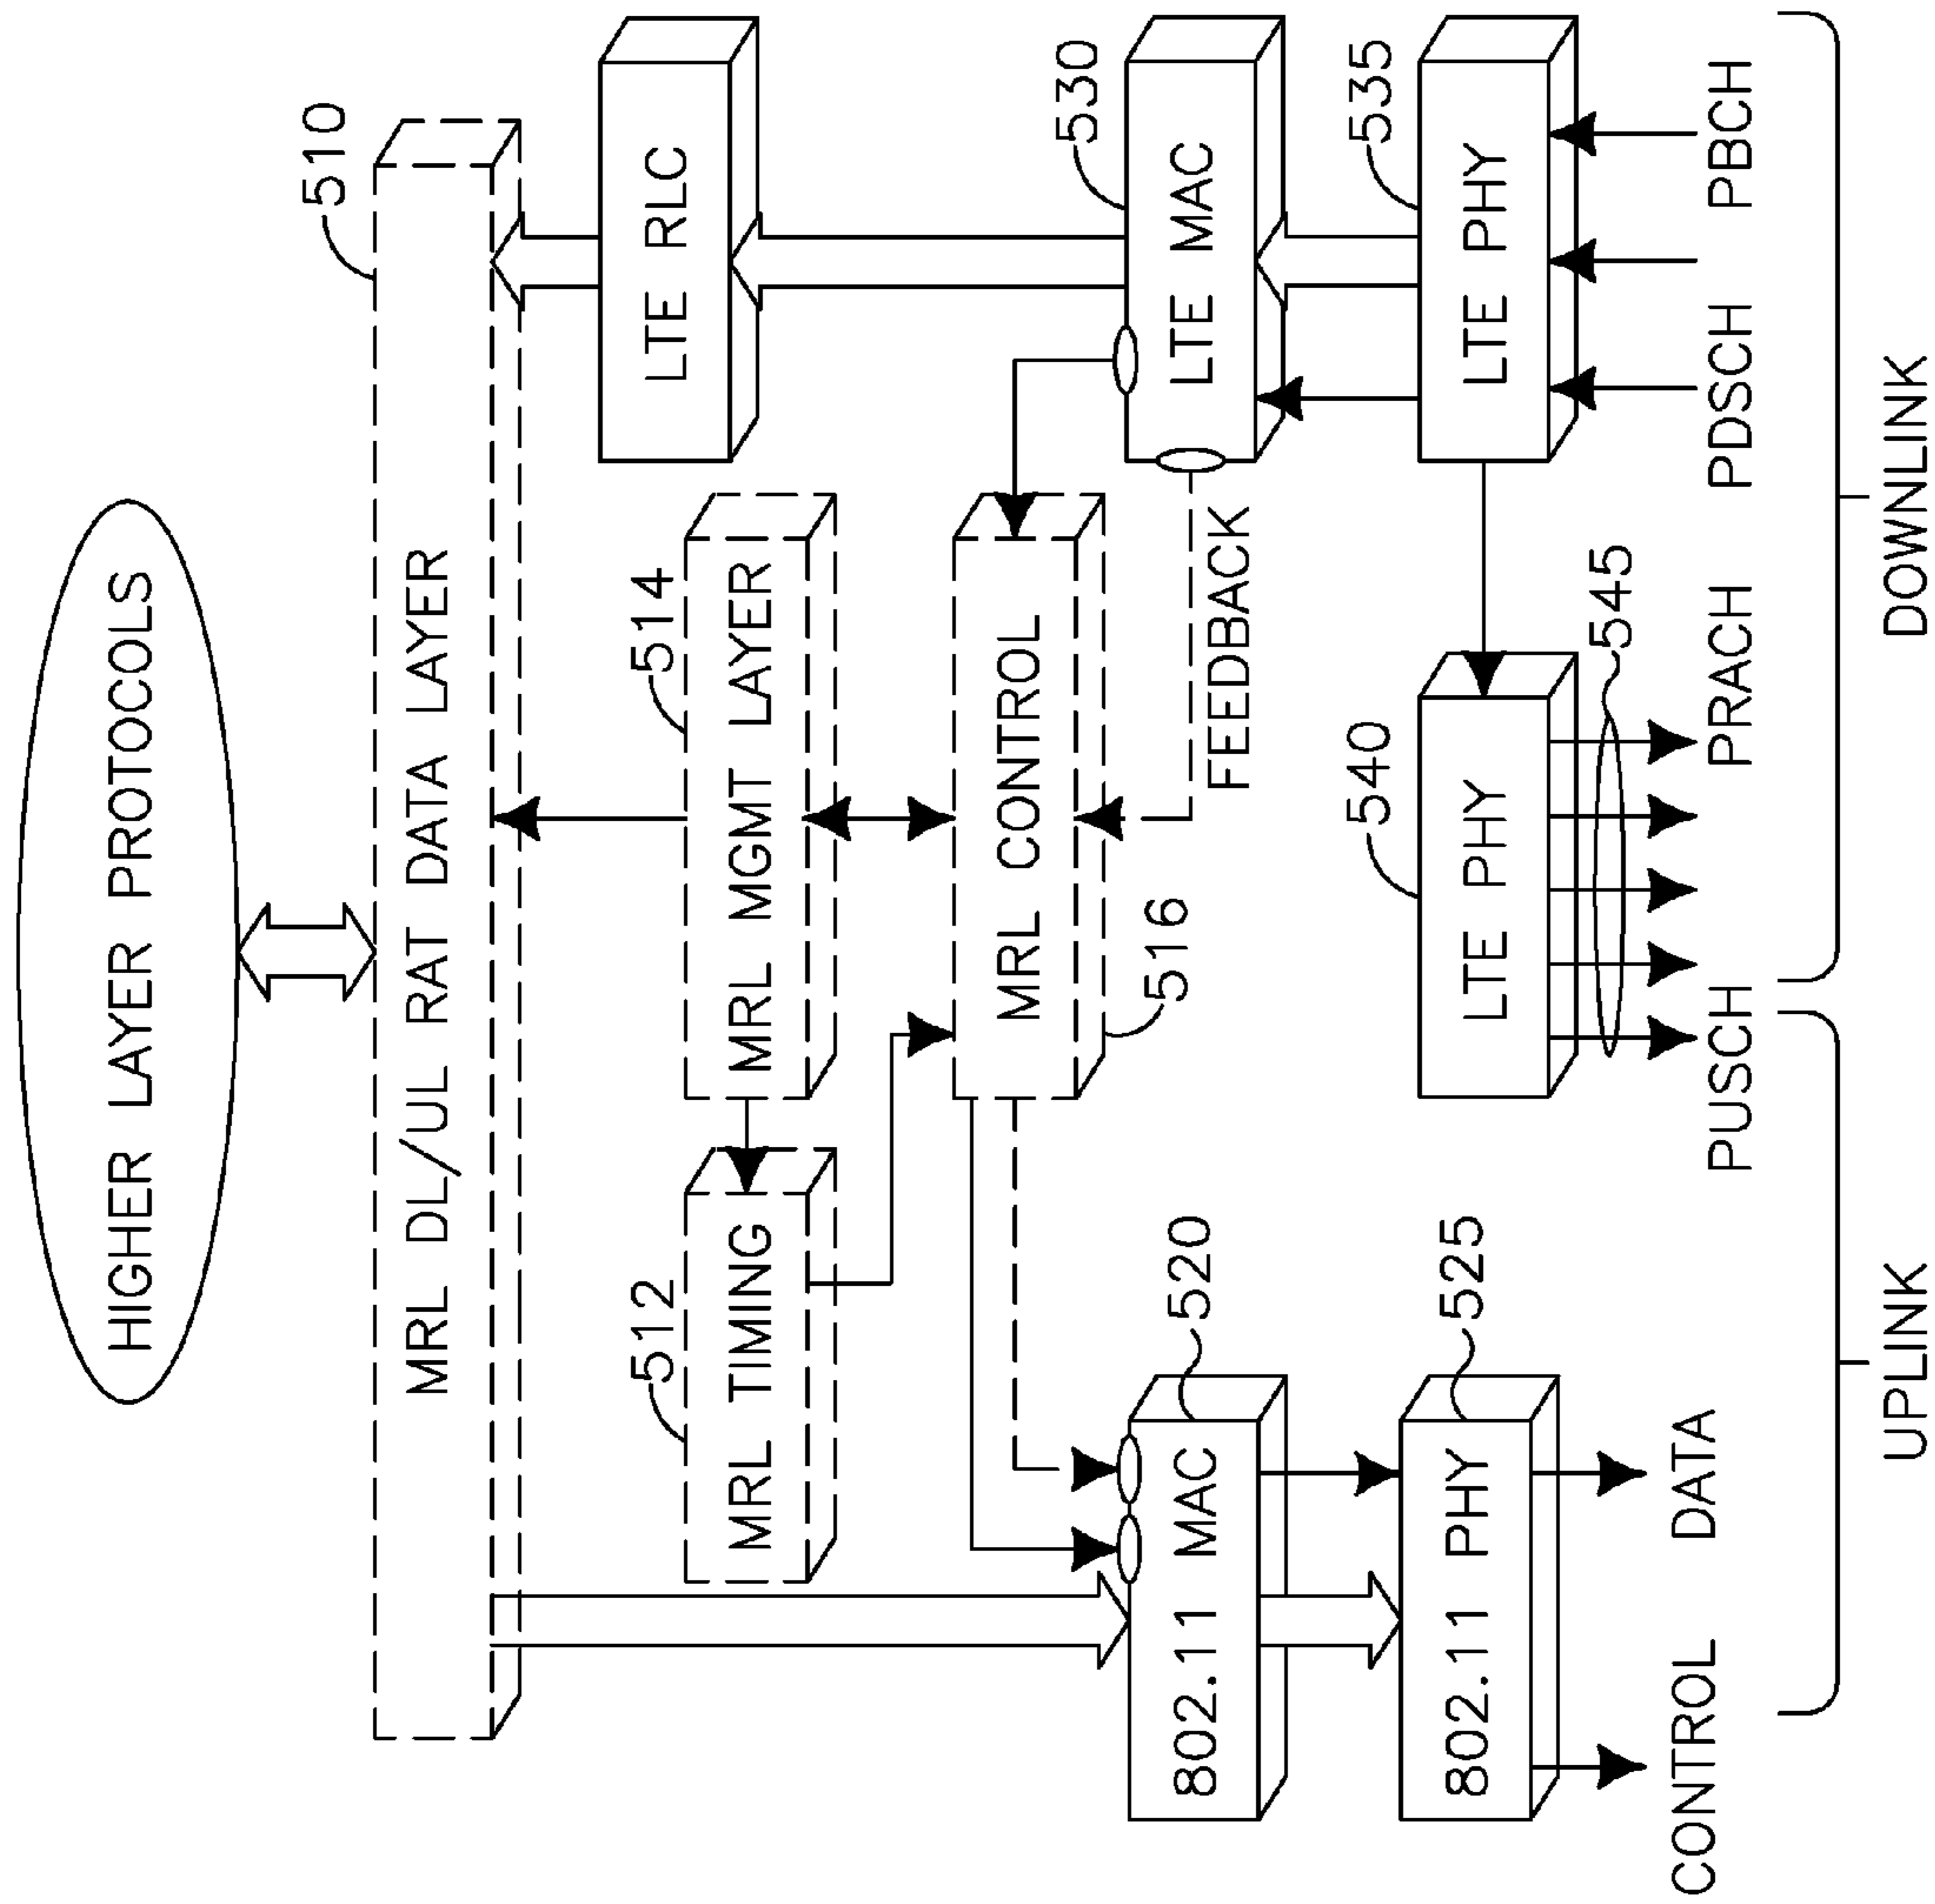 HIGHER LAYER PROTOCOLS
510
MRL DL/UL RAT DATA LAYER
LTE RLC
512
MRL TIMING
514
MRL MGMT LAYER
MRL CONTROL
516
FEEDBACK
520
802.11 MAC
530
LTE MAC
525
802.11 PHY
540
LTE PHY
535
LTE PHY
545
CONTROL
DATA
PUSCH
PRACH
PDSCH
PBCH
UPLINK
DOWNLINK